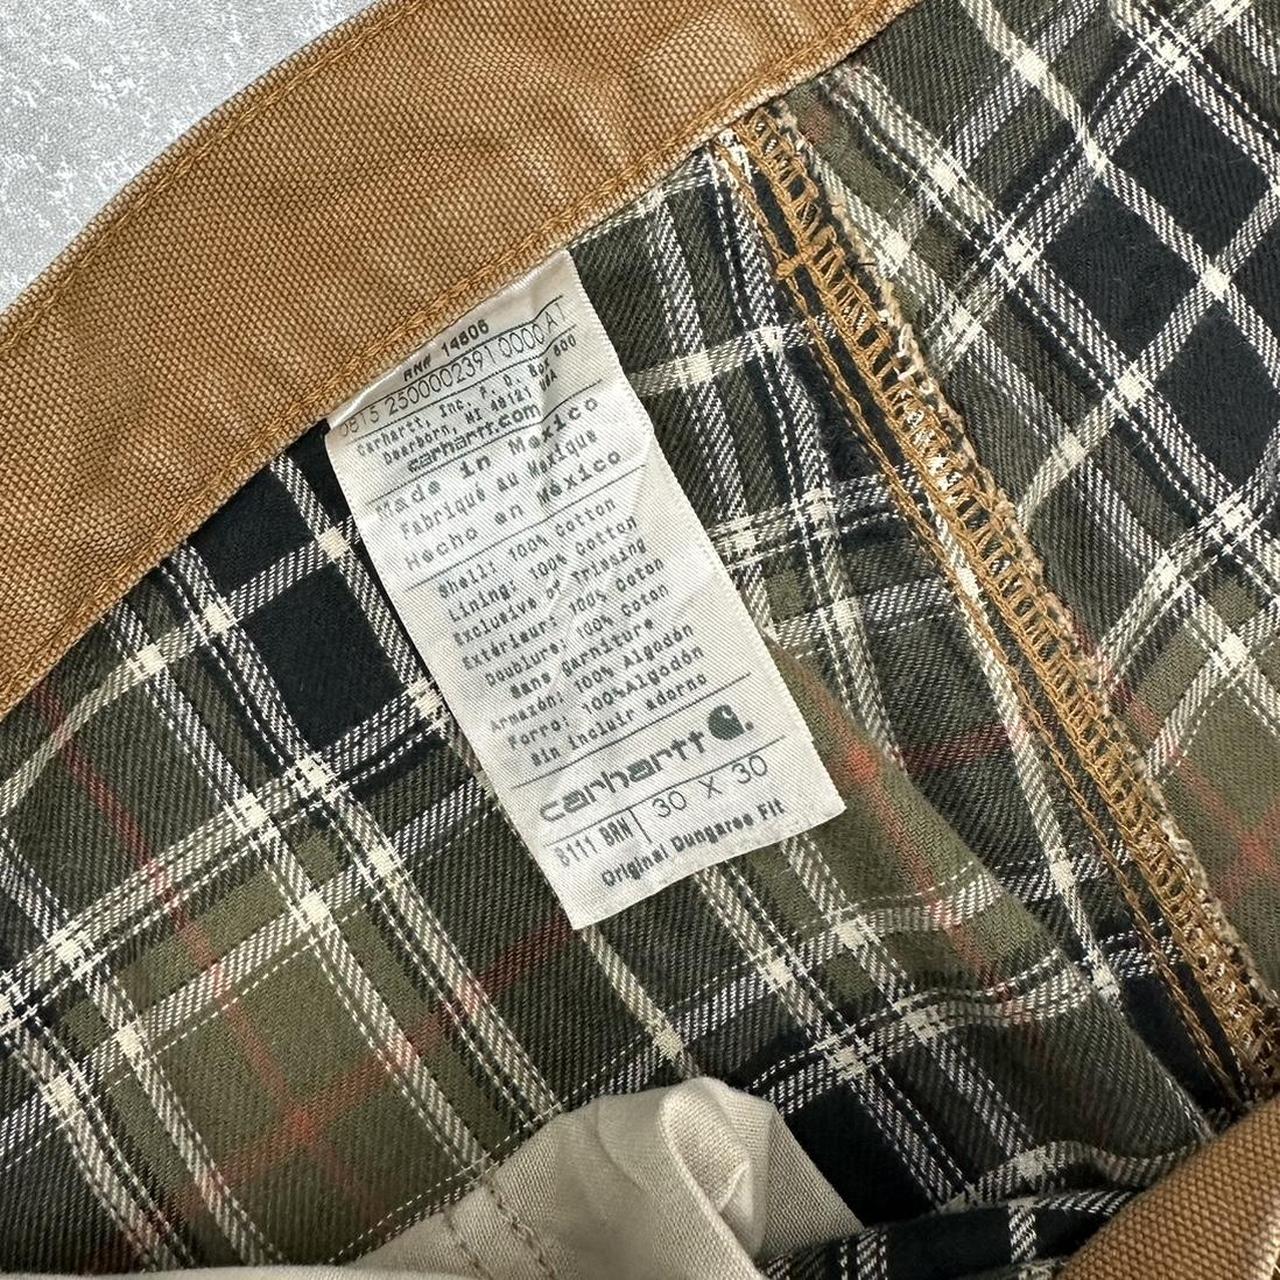 RN# 14806
0815 2500002391 0000 A1
Carhartt, Inc. P.O. Box 600
Dearborn, MI 48121 USA
carhartt.com
Made in Mexico
Fabriqué au Mexique
Hecho en México
Shell: 100% Cotton
Lining: 100% Cotton
Exclusive of Trimming
Extérieur: 100% Coton
Doublure: 100% Coton
Sans Garniture
Armazón: 100% Algodón
Forro: 100%Algodón
sin incluir adorno
carhartt
B111 BRN 30 X 30
Original Dungaree Fit